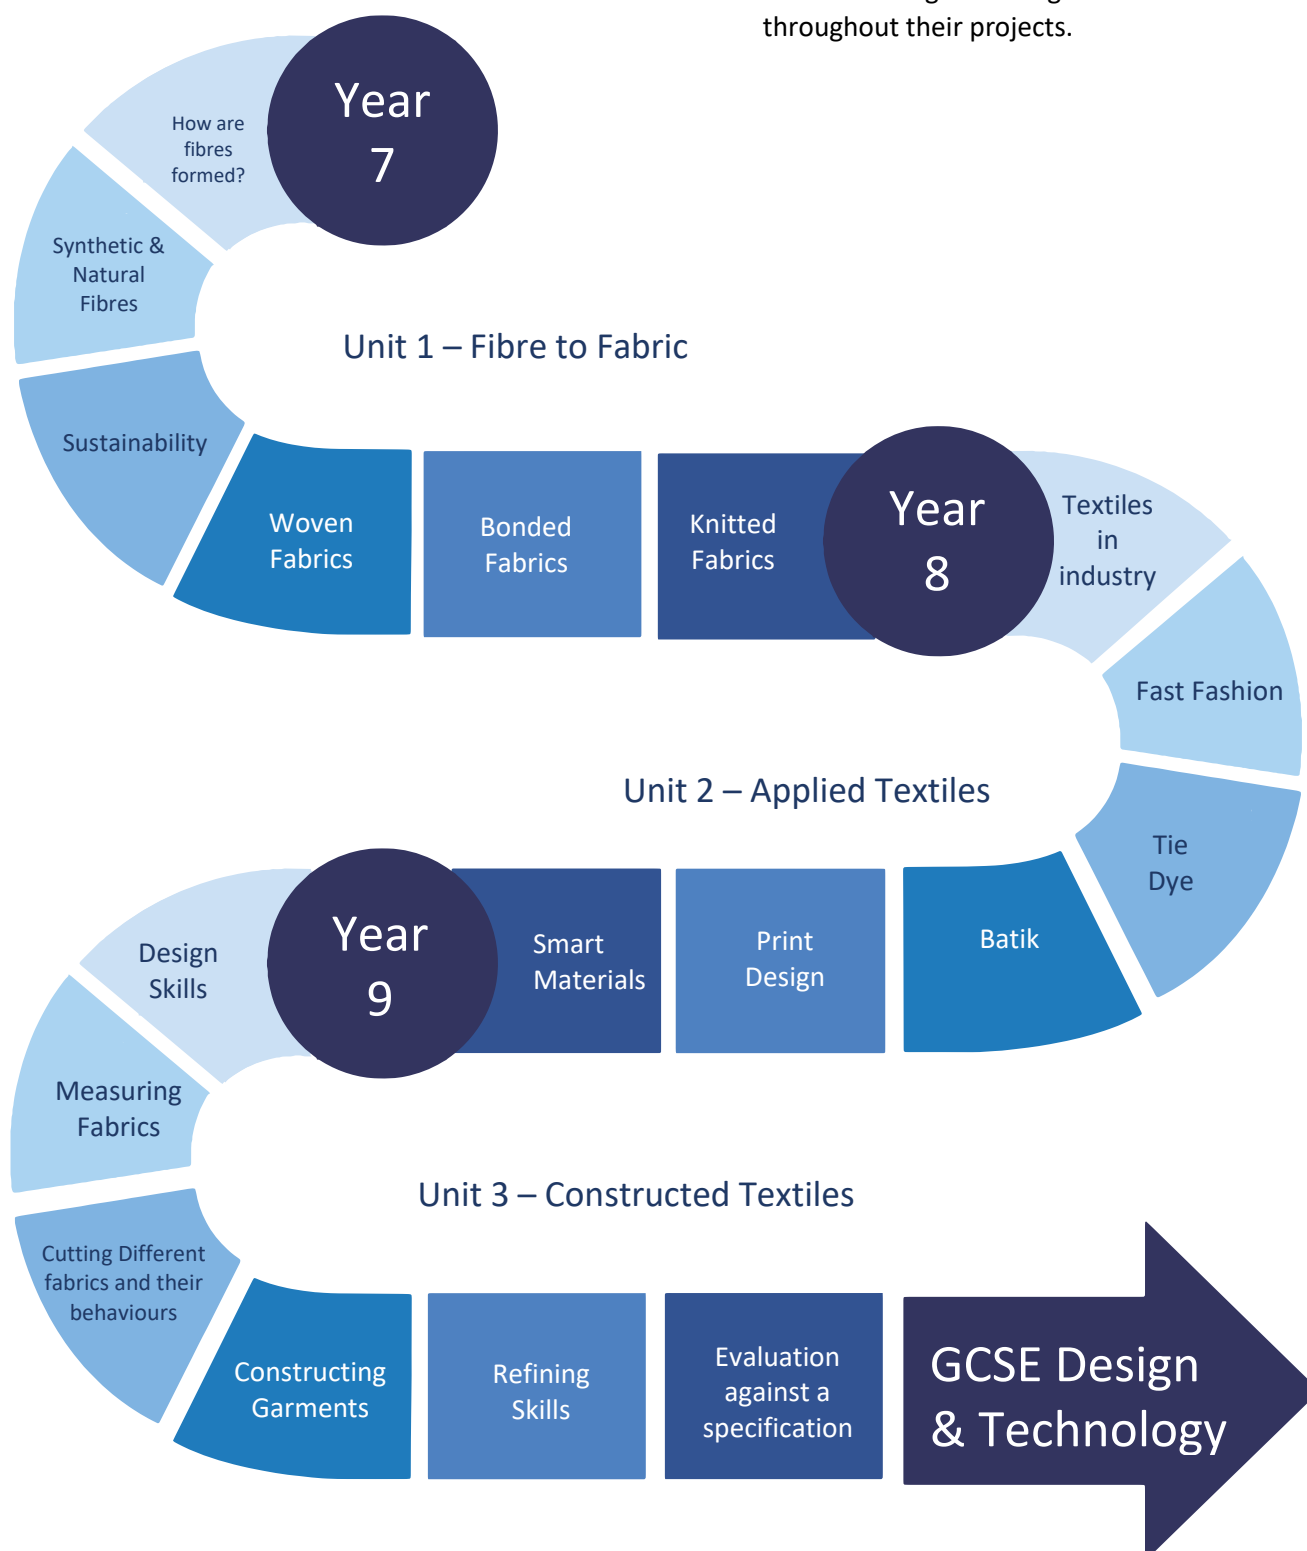 throughout their projects.
Year
7
How are
fibres
formed?
Synthetic &
Natural
Fibres
Unit 1 – Fibre to Fabric
Sustainability
Woven
Fabrics
Bonded
Fabrics
Knitted
Fabrics
Year
8
Textiles
in
industry
Fast Fashion
Unit 2 – Applied Textiles
Tie
Dye
Batik
Print
Design
Smart
Materials
Year
9
Design
Skills
Measuring
Fabrics
Unit 3 – Constructed Textiles
Cutting Different
fabrics and their
behaviours
Constructing
Garments
Refining
Skills
Evaluation
against a
specification
GCSE Design
& Technology